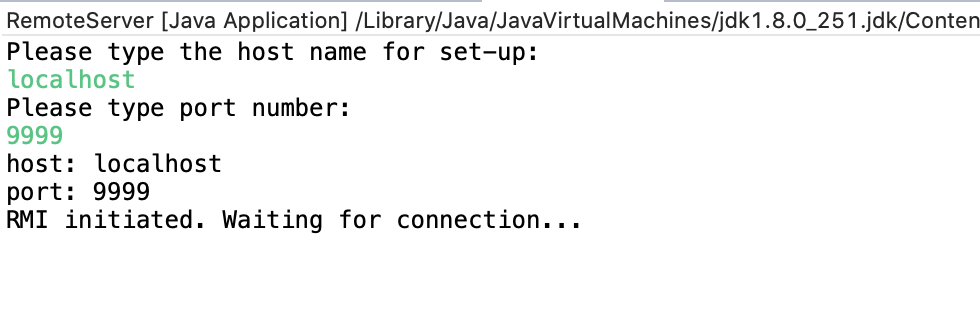 RemoteServer [Java Application] /Library/Java/JavaVirtualMachines/jdk1.8.0_251.jdk/Conten
Please type the host name for set-up:
localhost
Please type port number:
9999
host: localhost
port: 9999
RMI initiated. Waiting for connection...